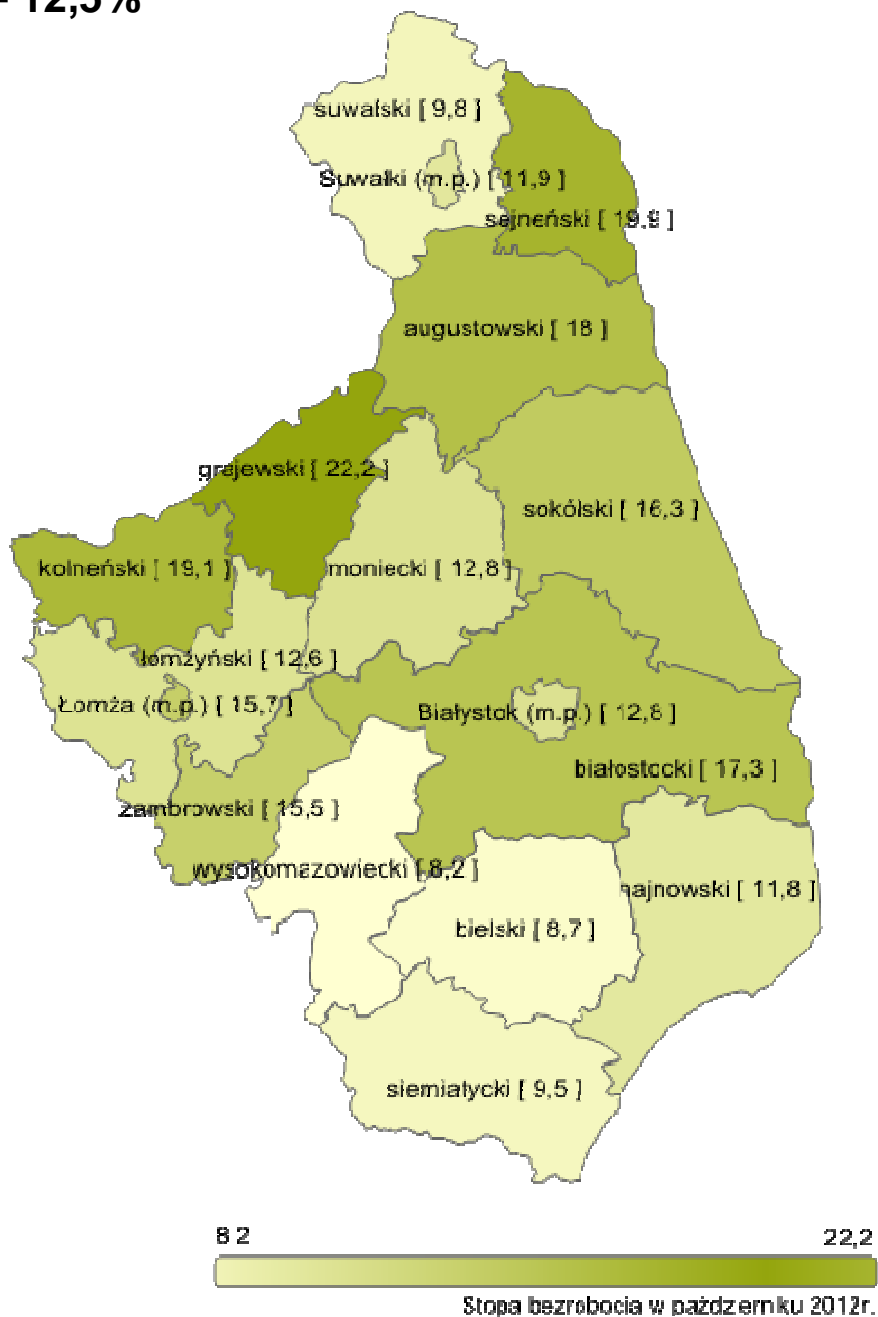 - 12,5%
suwalski [ 9,8 ]
Suwałki (m.p.) [ 11,9 ]
sejneński [ 19,9 ]
augustowski [ 18 ]
grajewski [ 22,2 ]
sokólski [ 16,3 ]
kolneński [ 19,1 ]
moniecki [ 12,8 ]
łomżyński [ 12,6 ]
Łomża (m.p.) [ 15,7 ]
Białystok (m.p.) [ 12,8 ]
białostocki [ 17,3 ]
zambrowski [ 15,5 ]
wysokomazowiecki [ 8,2 ]
hajnowski [ 11,8 ]
bielski [ 8,7 ]
siemiatycki [ 9,5 ]
8 2
22,2
Stopa bezrobocia w październiku 2012r.